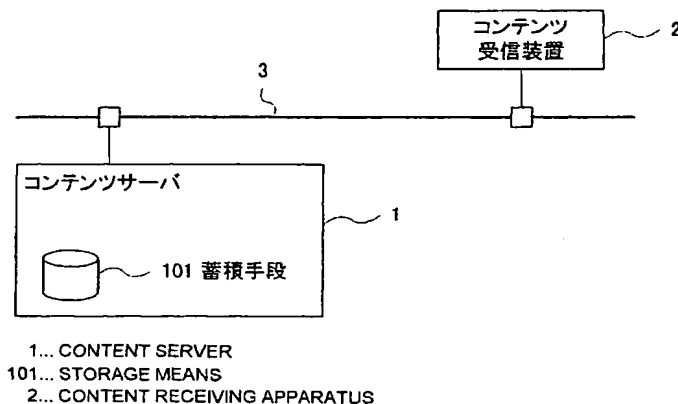 コンテンツ
受信装置
2
3
コンテンツサーバ
1
101 蓄積手段
1... CONTENT SERVER
101... STORAGE MEANS
2... CONTENT RECEIVING APPARATUS